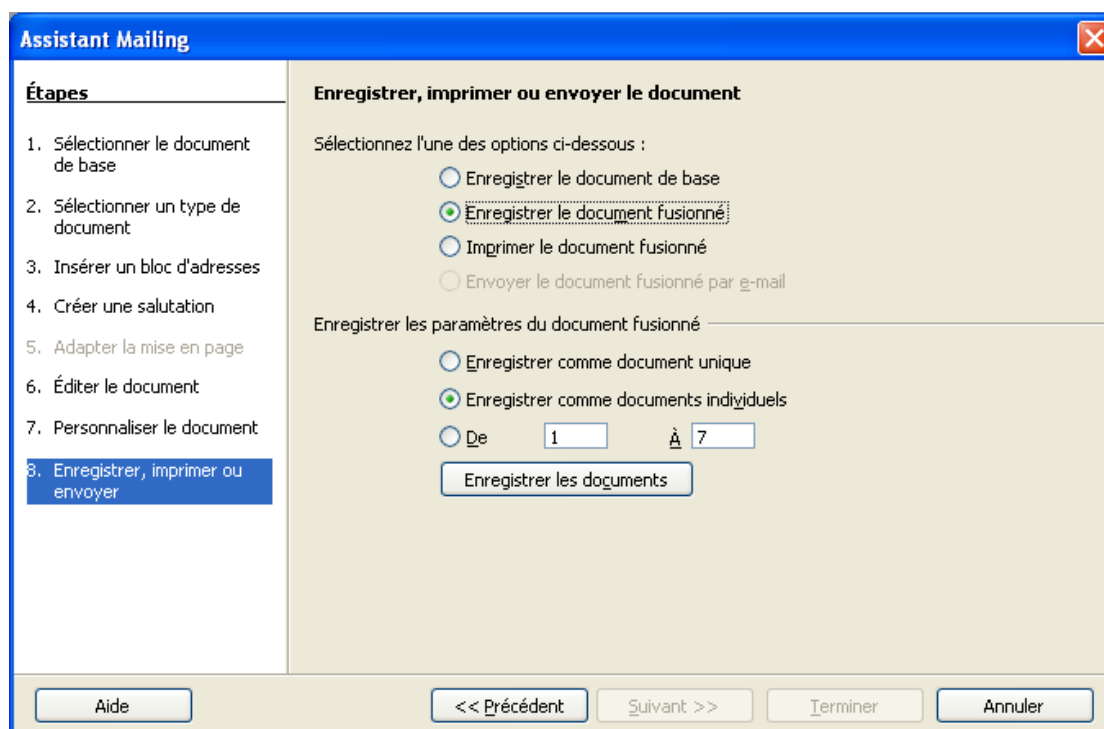 Assistant Mailing
Étapes
1. Sélectionner le document
de base
2. Sélectionner un type de
document
3. Insérer un bloc d'adresses
4. Créer une salutation
5. Adapter la mise en page
6. Éditer le document
7. Personnaliser le document
8. Enregistrer, imprimer ou
envoyer
Enregistrer, imprimer ou envoyer le document
Sélectionnez l'une des options ci-dessous :
Enregistrer le document de base
Enregistrer le document fusionné
Imprimer le document fusionné
Envoyer le document fusionné par e-mail
Enregistrer les paramètres du document fusionné
Enregistrer comme document unique
Enregistrer comme documents individuels
De 1 À 7
Enregistrer les documents
Aide << Précédent Suivant >> Terminer Annuler